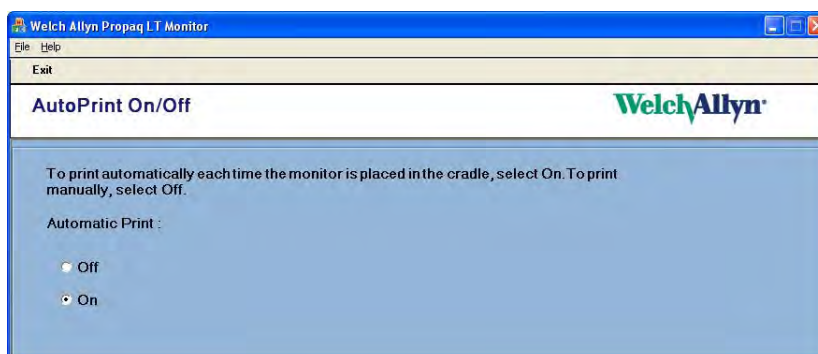 Welch Allyn Propaq LT Monitor
File Help
Exit
AutoPrint On/Off
WelchAllyn
To print automatically each time the monitor is placed in the cradle, select On. To print
manually, select Off.
Automatic Print :
Off
On